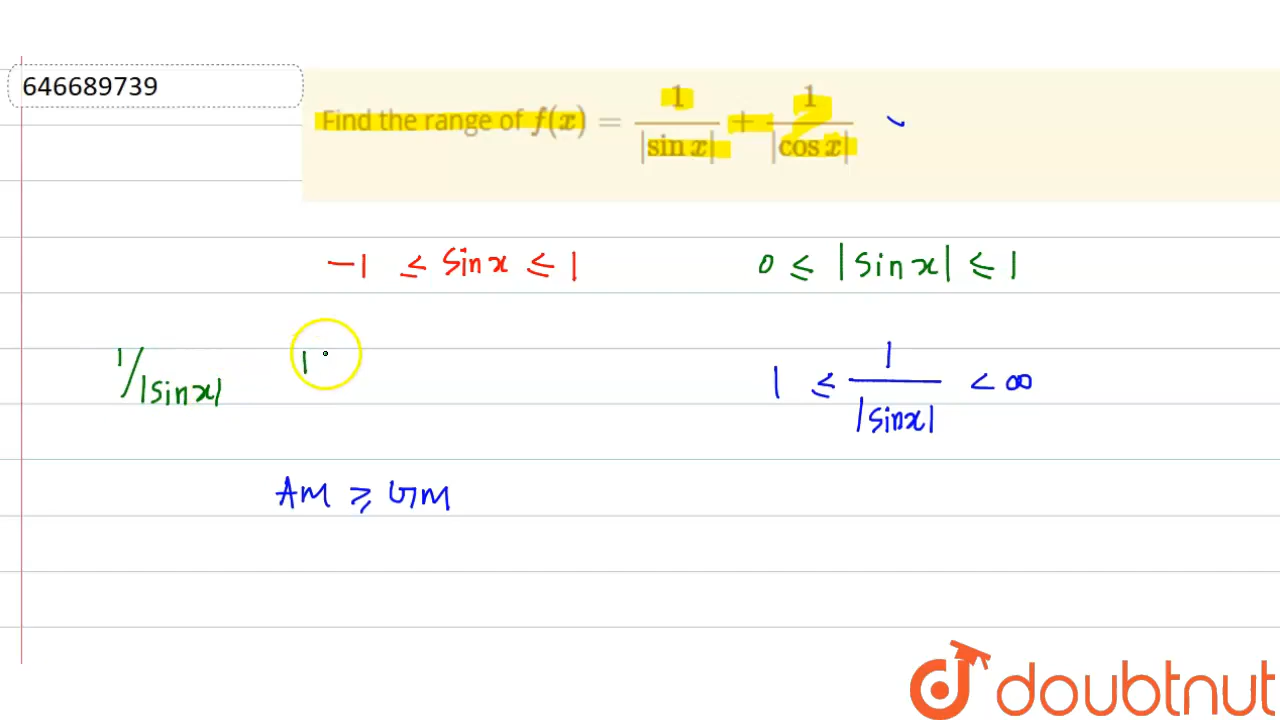 646689739
Find the range of f(x) = 1/|sin x| + 1/|cos x|
-1 ≤ Sin x ≤ 1
0 ≤ |Sin x| ≤ 1
1/|Sin x|
1
1 ≤ 1/|Sin x| < ∞
AM ≥ GM
doubtnut